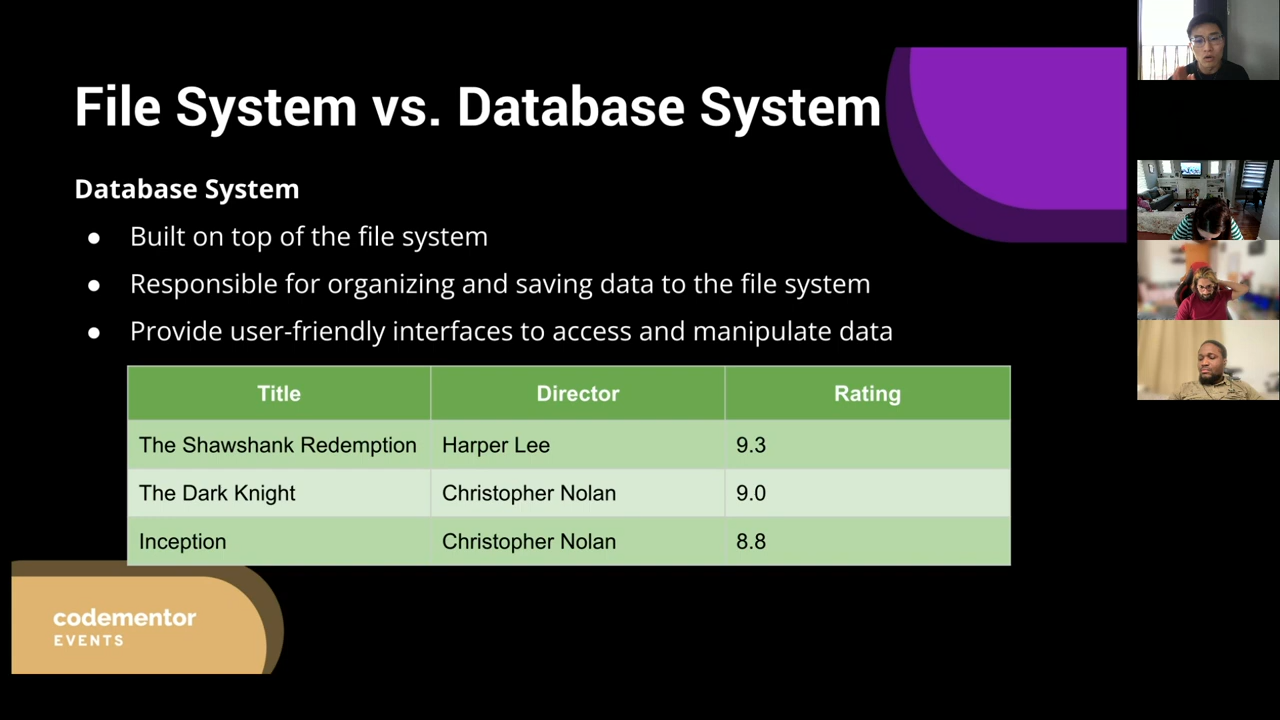 File System vs. Database System
Database System
● Built on top of the file system
● Responsible for organizing and saving data to the file system
● Provide user-friendly interfaces to access and manipulate data
Title Director Rating
The Shawshank Redemption Harper Lee 9.3
The Dark Knight Christopher Nolan 9.0
Inception Christopher Nolan 8.8
codementor
EVENTS